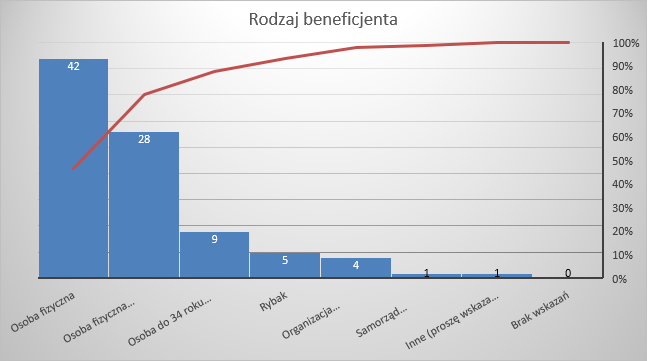 Rodzaj beneficjenta
42
28
9
5
4
1
1
0
100%
90%
80%
70%
60%
50%
40%
30%
20%
10%
0%
Osoba fizyczna
Osoba fizyczna...
Osoba do 34 roku...
Rybak
Organizacja...
Samorząd...
Inne (proszę wskaza...
Brak wskazań